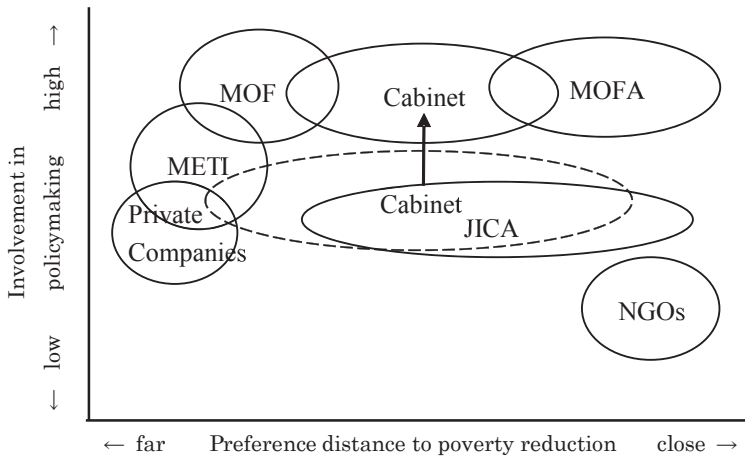 MOF
Cabinet
MOFA
METI
Cabinet
Private
Companies
JICA
NGOs
Involvement in
← low policymaking high →
← far Preference distance to poverty reduction close →